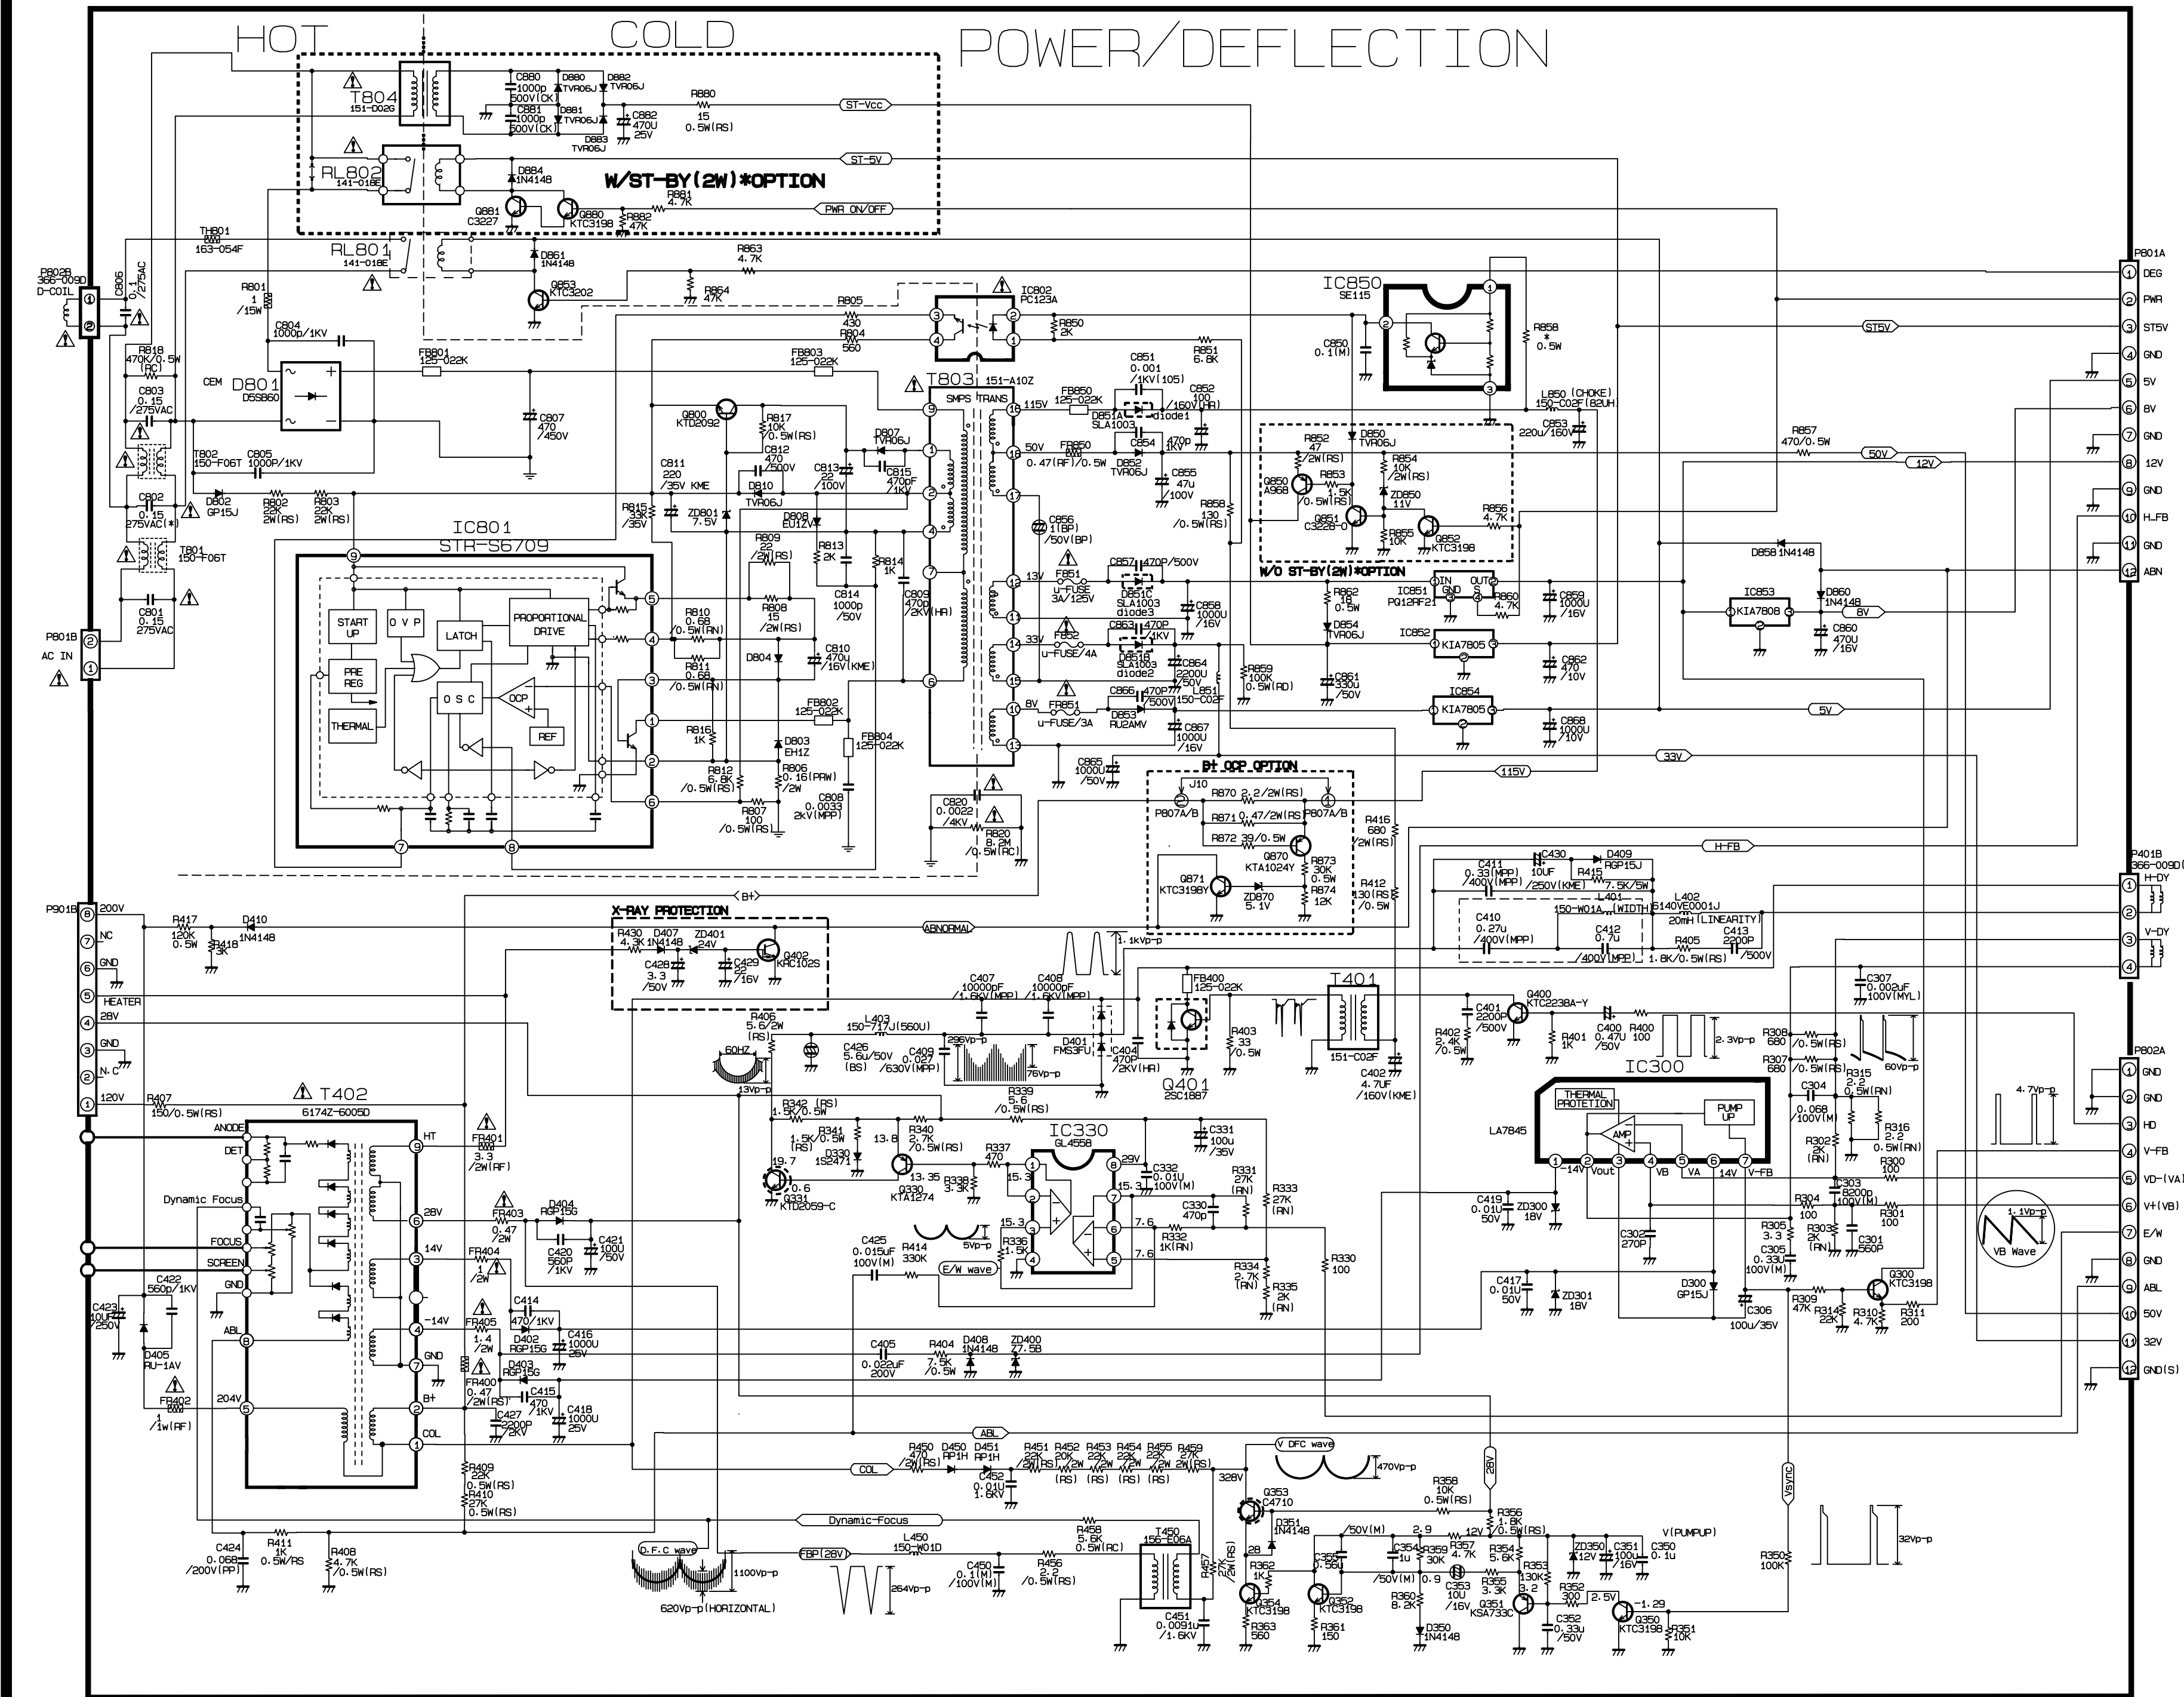 HOT
COLD
POWER/DEFLECTION
T804
151-D02G
C880
1000p
500V(CK)
C881
1000p
500V(CK)
D880
TVR06J
D882
TVR06J
D881
TVR06J
D883
TVR06J
C882
470U
25V
R880
15
0.5W(RS)
ST-Vcc
ST-5V
RL802
141-018E
D884
1N4148
W/ST-BY(2W)*OPTION
Q881
C3227
Q880
KTC3198
R882
47K
R881
4.7K
PWR ON/OFF
TH801
163-054F
RL801
141-018E
D861
1N4148
Q853
KTC3202
R863
4.7K
R864
47K
P802B
366-009D
D-COIL
C806
0.1
/275AC
R801
1
/15W
C804
1000p/1KV
R818
470K/0.5W
(RC)
C803
0.15
/275VAC
CEM
D801
D5SB60
FB801
125-022K
C807
470
/450V
T802
150-F06T
C805
1000P/1KV
C802
0.15
275VAC(*)
D802
GP15J
R802
22K
2W(RS)
R803
22K
2W(RS)
T801
150-F06T
C801
0.15
275VAC
P801B
AC IN
IC801
STR-S6709
START
UP
O V P
LATCH
PROPORTIONAL
DRIVE
PRE
REG
O S C
OCP
THERMAL
REF
R805
430
R804
560
FB803
125-022K
IC802
PC123A
R850
2K
T803 151-A10Z
SMPS TRANS
Q800
KTD2092
R817
10K
/0.5W(RS)
D807
TVR06J
C812
470
/500V
C813
22
/100V
C815
470pF
/1KV
C811
220
/35V KME
D810
TVR06J
R815
33K
/35V
ZD801
7.5V
D808
EU1ZV
R809
22
/2W(RS)
R813
2K
R814
1K
R810
0.68
/0.5W(RN)
R808
15
/2W(RS)
C814
1000p
/50V
C809
470p
/2KV(HR)
R811
0.68
/0.5W(RN)
D804
C810
470u
/16V(KME)
FB802
125-022K
R816
1K
D803
EH1Z
FB804
125-022K
R812
6.8K
/0.5W(RS)
R806
0.16(PRW)
/2W
R807
100
/0.5W(RS)
C808
0.0033
2kV(MPP)
C820
0.0022
/4KV
R820
8.2M
/0.5W(RC)
115V
50V
13V
33V
8V
FB850
125-022K
C851
0.001
/1KV(105)
C852
100
/160V(HR)
D851A
SLA1003
diode1
R851
6.8K
FR850
0.47(RF)/0.5W
D852
TVR06J
C854
470p
1KV
C855
47u
/100V
R858
130
/0.5W(RS)
C856
1(BP)
/50V(BP)
F851
u-FUSE
3A/125V
C857 470P/500V
D851C
SLA1003
diode3
C858
1000U
/16V
F852
u-FUSE/4A
C863 470P
/1KV
D851B
SLA1003
diode2
C864
2200U
/50V
L851
150-C02F
R859
100K
0.5W(RD)
FR851
u-FUSE/3A
C866 470P
/500V
D853
RU2AMV
C867
1000U
/16V
C865
1000U
/50V
IC850
SE115
C850
0.1(M)
R858
*
0.5W
L850 (CHOKE)
150-C02F(82UH)
C853
220u/160V
R852
47
/2W(RS)
D850
TVR06J
R854
10K
/2W(RS)
Q850
A968
R853
1.5K
/0.5W(RS)
ZD850
11V
Q851
C3228-O
R855
10K
Q852
KTC3198
R856
4.7K
W/O ST-BY(2W)*OPTION
R857
470/0.5W
50V
12V
IC851
PQ12RF21
IN
OUT
GND S
R860
4.7K
C859
1000U
/16V
R862
18
0.5W
D854
TVR06J
C861
330u
/50V
IC852
KIA7805
C862
470
/10V
IC854
KIA7805
C868
1000U
/10V
D858 1N4148
IC853
KIA7808
D860
1N4148
8V
C860
470U
/16V
ST5V
5V
33V
115V
B+ OCP OPTION
J10
P807A/B
P807A/B
R870 2.2/2W(RS)
R871 0.47/2W(RS)
R872 39/0.5W
Q870
KTA1024Y
R873
30K
0.5W
R874
12K
Q871
KTC3198Y
ZD870
5.1V
R416
680
/2W(RS)
R412
130(RS)
/0.5W
P801A
DEG
PWR
ST5V
GND
5V
8V
GND
12V
GND
H_FB
GND
ABN
H-FB
B+
X-RAY PROTECTION
R430
4.3K
D407
1N4148
ZD401
24V
Q402
KRC102S
C428
3.3
/50V
C429
22
/16V
ABNORMAL
1.1kVp-p
C411
0.33(MPP)
/400V(MPP)
C430
10UF
/250V(KME)
D409
RGP15J
R415
7.5K/5W
C410
0.27u
/400V(MPP)
L401
150-W01A (WIDTH)
C412
0.7u
/400V(MPP)
L402
6140VE0001J
20mH (LINEARITY)
R405
1.8K/0.5W(RS)
C413
2200P
/500V
P401B
366-009D(
H-DY
V-DY
P901B
200V
NC
GND
HEATER
28V
GND
N.C
120V
R417
120K
0.5W
R418
3K
D410
1N4148
R407
150/0.5W(RS)
R406
5.6/2W
(RS)
L403
150-717J(560U)
C426
5.6u/50V
(BS)
C409
0.027
/630V(MPP)
60HZ
13Vp-p
C407
10000pF
/1.6KV(MPP)
C408
10000pF
/1.6KV(MPP)
296Vp-p
76Vp-p
D401
FMS3FU
C404
470P
/2KV(HR)
FB400
125-022K
Q401
2SC1887
R403
33
/0.5W
T401
151-C02F
C402
4.7UF
/160V(KME)
R402
2.4K
/0.5W
C401
2200P
/500V
Q400
KTC2238A-Y
R401
1K
C400
0.47U
/50V
R400
100
2.3Vp-p
C307
0.002uF
100V(MYL)
R308
680
/0.5W(RS)
R307
680
/0.5W(RS)
60Vp-p
IC300
LA7845
THERMAL
PROTETION
AMP
PUMP
UP
-14V
Vout
VB
VA
14V
V-FB
C304
0.068
/100V(M)
R315
2.2
0.5W(RN)
R316
2.2
0.5W(RN)
R302
2K
(RN)
R300
100
C303
8200p
100V(M)
R304
100
R301
100
R303
2K
(RN)
C301
560P
R305
3.3
C305
0.33U
100V(M)
C302
270P
C419
0.01U
50V
ZD300
18V
C417
0.01U
50V
ZD301
18V
D300
GP15J
C306
100u/35V
R309
47K
R314
22K
Q300
KTC3198
R310
4.7K
R311
200
4.7Vp-p
1.1Vp-p
VB Wave
P802A
GND
GND
HD
V-FB
VD-(VA)
V+(VB)
E/W
GND
ABL
50V
32V
GND(S)
T402
6174Z-6005D
ANODE
DET
Dynamic Focus
FOCUS
SCREEN
GND
ABL
204V
HT
28V
14V
-14V
GND
B+
COL
FR401
3.3
/2W(RF)
FR403
0.47
/2W
D404
RGP15G
C420
560P
/1KV
C421
100U
/50V
FR404
1
/2W
FR405
1.4
/2W
C414
470/1KV
D402
RGP15G
C416
1000U
25V
D403
RGP15G
FR400
0.47
/2W(RS)
C415
470
/1KV
C427
2200P
/2KV
C418
1000U
25V
C422
560p/1KV
C423
10UF
/250V
D405
RU-1AV
FR402
1
/1w(RF)
R409
22K
0.5W(RS)
R410
27K
0.5W(RS)
C424
0.068
/200V(PP)
R411
1K
0.5W/RS
R408
4.7K
/0.5W(RS)
R342 (RS)
1.5K/0.5W
R341
1.5K/0.5W
(RS)
13.8
R340
2.7K
/0.5W(RS)
R339
5.6
/0.5W(RS)
D330
1S2471
19.7
0.6
Q331
KTD2059-C
13.35
Q330
KTA1274
R337
470
R338
3.3K
IC330
GL4558
15.3
15.3
29V
15.3
7.6
7.6
C331
100u
/35V
C332
0.01U
100V(M)
R331
27K
(RN)
R333
27K
(RN)
C330
470p
R332
1K(RN)
R336
1.5K
R334
2.7K
(RN)
R335
2K
(RN)
R330
100
5Vp-p
C425
0.015uF
100V(M)
R414
330K
E/W wave
C405
0.022uF
200V
R404
7.5K
/0.5W
D408
1N4148
ZD400
Z7.5B
ABL
COL
R450
470
/2W(RS)
D450
RP1H
D451
RP1H
C452
0.01U
1.6KV
R451
22K
/2W(RS)
R452
20K
/2W
(RS)
R453
22K
/2W
(RS)
R454
22K
/2W
(RS)
R455
22K
/2W
(RS)
R459
27K
2W(RS)
328V
V DFC wave
470Vp-p
Dynamic-Focus
D.F.C wave
1100Vp-p
620Vp-p(HORIZONTAL)
FBP(28V)
L450
150-W01D
264Vp-p
C450
0.1(M)
/100V(M)
R458
5.6K
0.5W(RC)
R456
2.2
/0.5W(RS)
T450
156-E06A
C451
0.0091u
/1.6KV
R457
27K
/2W(RS)
Q353
C4710
D351
1N4148
28
R362
1K
Q354
KTC3198
R363
560
C355
0.56u
/50V(M)
Q352
KTC3198
R361
150
C354
1u
/50V(M)
2.9
R359
30K
0.9
R360
8.2K
D350
1N4148
R358
10K
0.5W(RS)
12V
R357
4.7K
C353
10U
/16V
R356
1.8K
/0.5W(RS)
R354
5.6K
R355
3.3K
R353
130K
3.2
Q351
KSA733C
28V
ZD350
12V
C351
100u
/16V
C350
0.1u
V(PUMPUP)
R352
300
2.5V
C352
0.33u
/50V
-1.29
Q350
KTC3198
R351
10K
R350
100K
Vsync
32Vp-p